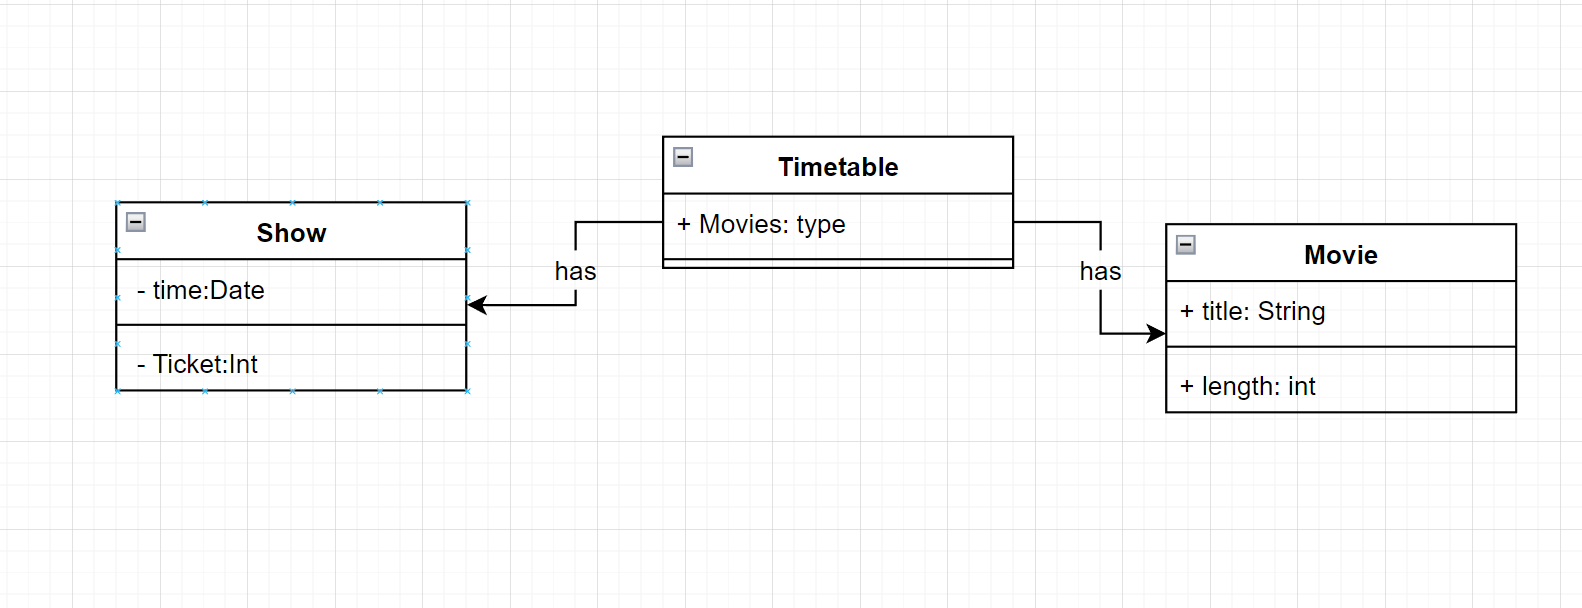 Timetable
+ Movies: type
Show
- time:Date
- Ticket:Int
has
has
Movie
+ title: String
+ length: int